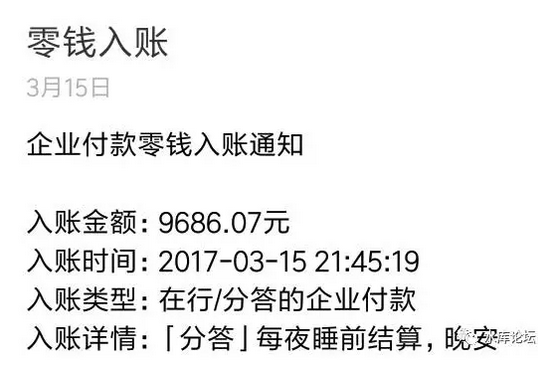 零钱入账
3月15日
企业付款零钱入账通知
入账金额：9686.07元
入账时间：2017-03-15 21:45:19
入账类型：在行/分答的企业付款
入账详情：「分答」每夜睡前结算，晚安
水库论坛